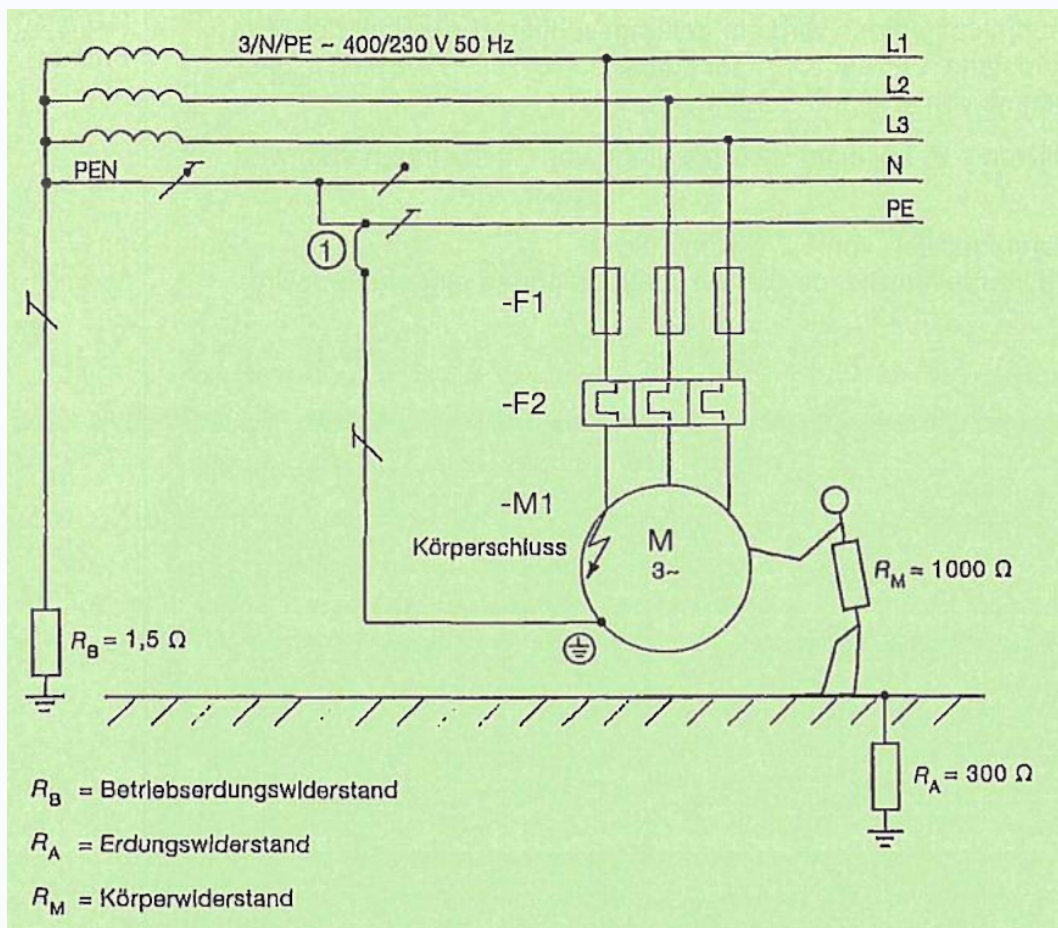 3/N/PE ~ 400/230 V 50 Hz
L1
L2
L3
PEN
N
PE
1
-F1
-F2
-M1
Körperschluss
M
3~
R_M = 1000 Ω
R_B = 1,5 Ω
R_A = 300 Ω
R_B = Betriebserdungswiderstand
R_A = Erdungswiderstand
R_M = Körperwiderstand